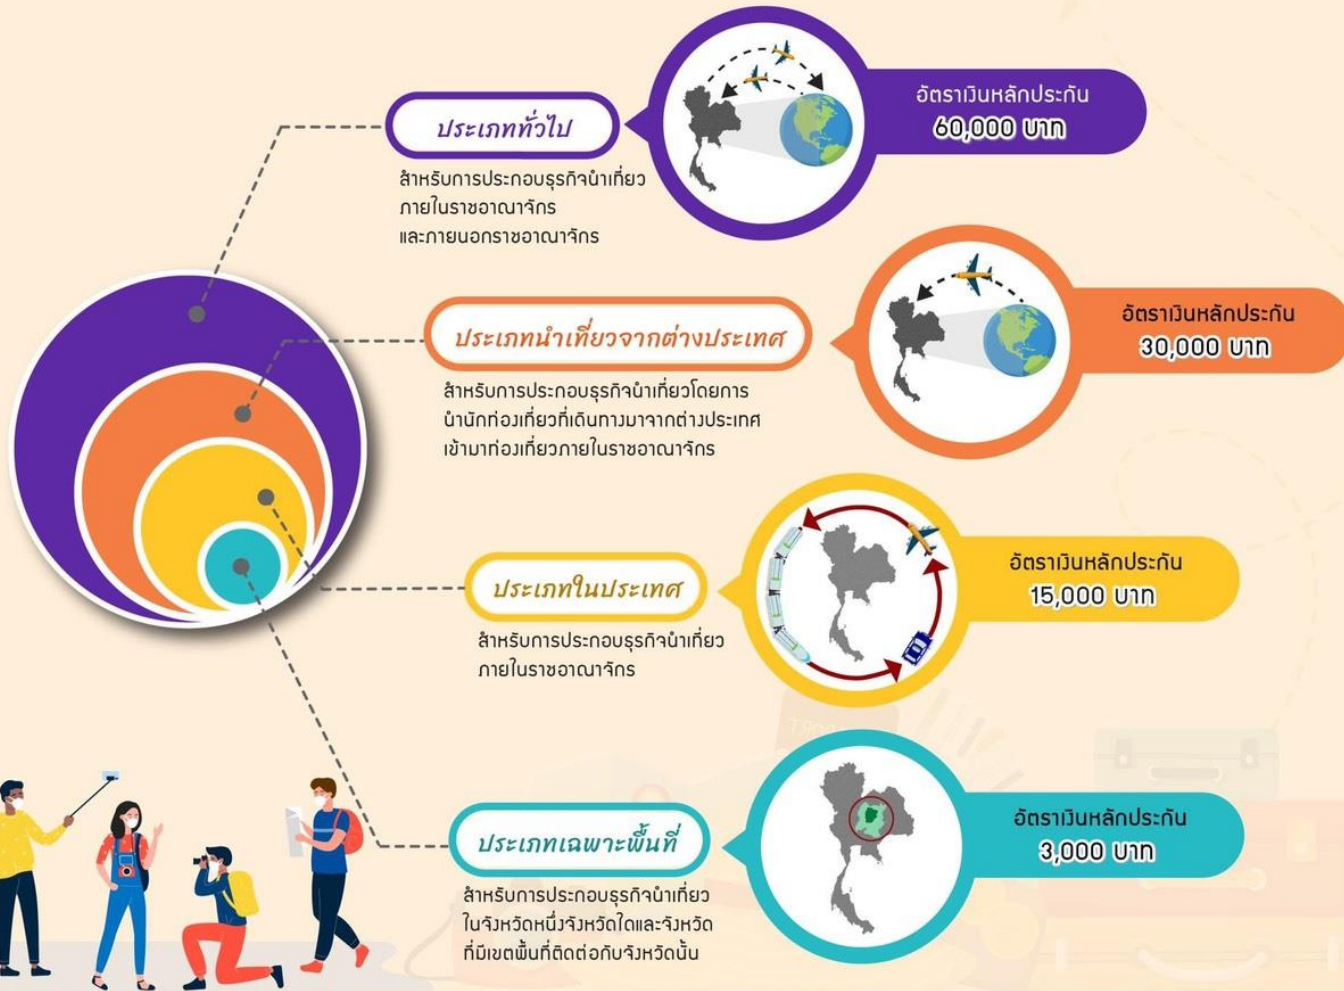 ประเภททั่วไป
สำหรับการประกอบธุรกิจนำเที่ยว
ภายในราชอาณาจักร
และภายนอกราชอาณาจักร
อัตราเงินหลักประกัน
60,000 บาท
ประเภทนำเที่ยวจากต่างประเทศ
สำหรับการประกอบธุรกิจนำเที่ยวโดยการ
นำนักท่องเที่ยวที่เดินทางมาจากต่างประเทศ
เข้ามาท่องเที่ยวภายในราชอาณาจักร
อัตราเงินหลักประกัน
30,000 บาท
ประเภทในประเทศ
สำหรับการประกอบธุรกิจนำเที่ยว
ภายในราชอาณาจักร
อัตราเงินหลักประกัน
15,000 บาท
ประเภทเฉพาะพื้นที่
สำหรับการประกอบธุรกิจนำเที่ยว
ในจังหวัดหนึ่งจังหวัดใดและจังหวัด
ที่มีเขตพื้นที่ติดต่อกับจังหวัดนั้น
อัตราเงินหลักประกัน
3,000 บาท